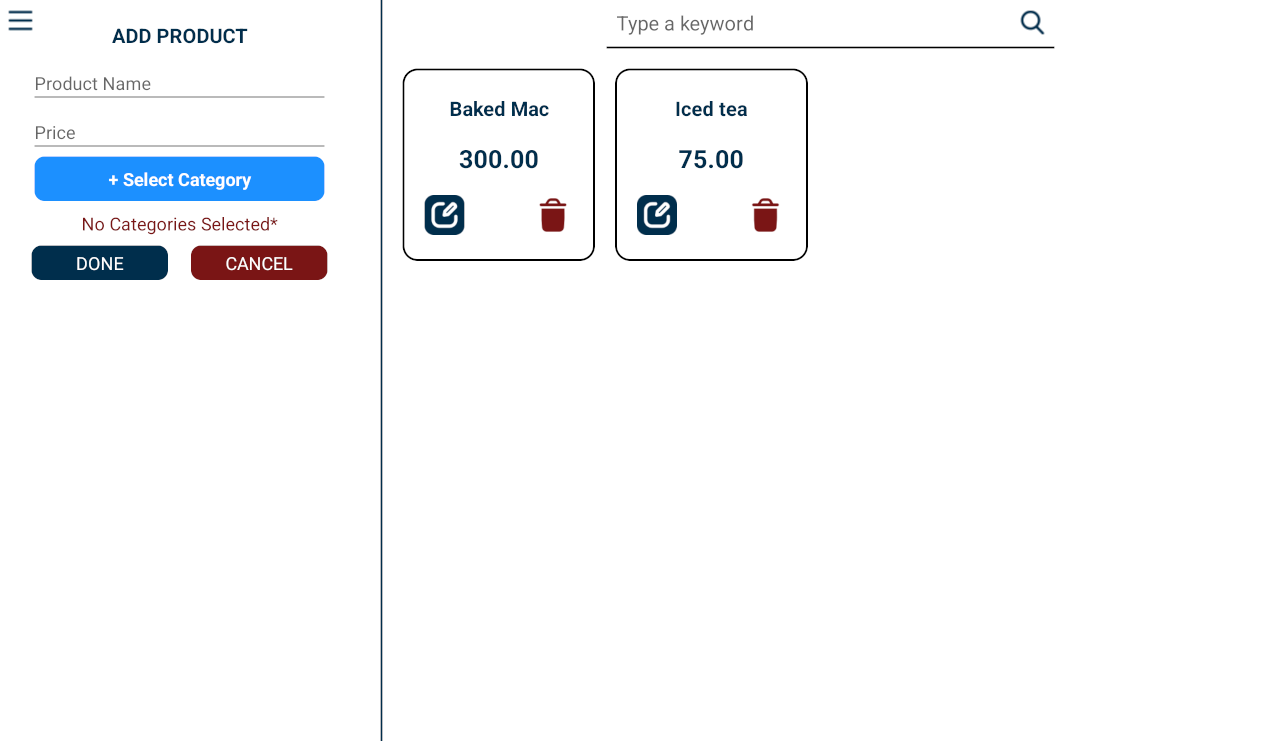 ADD PRODUCT
Product Name
Price
+ Select Category
No Categories Selected*
DONE
CANCEL
Type a keyword
Baked Mac
300.00
Iced tea
75.00